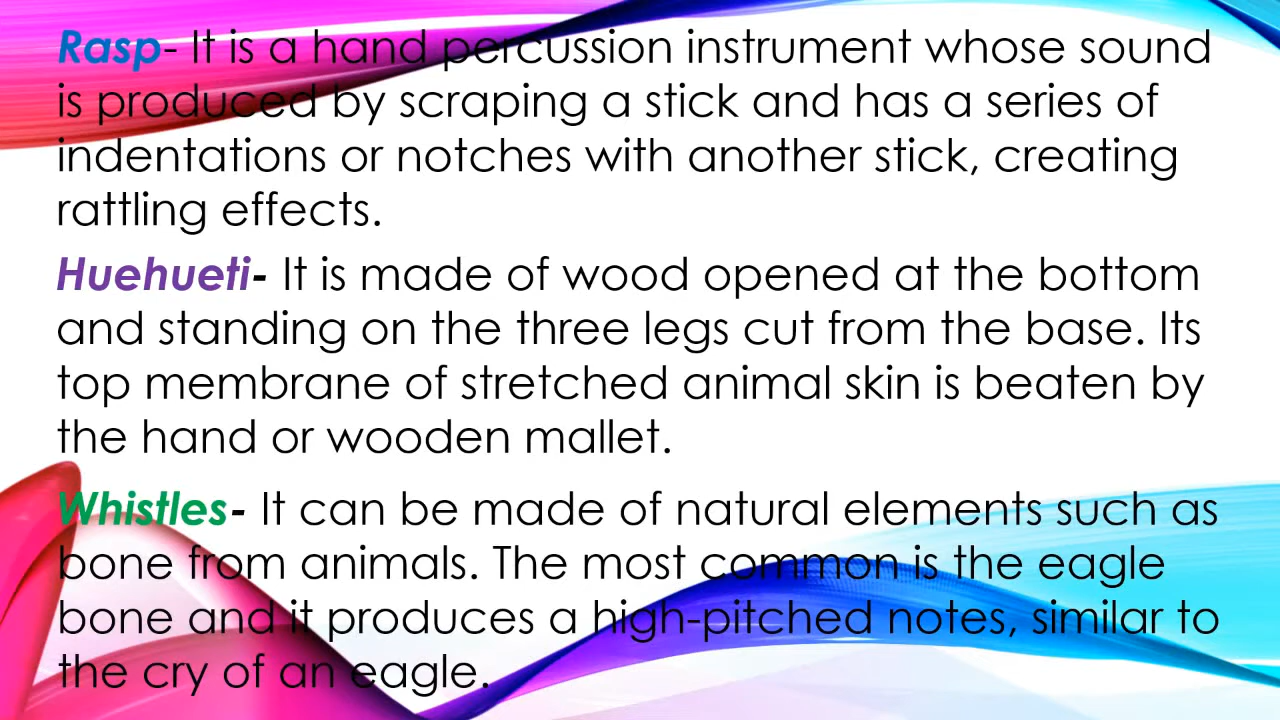 Rasp- It is a hand percussion instrument whose sound
is produced by scraping a stick and has a series of
indentations or notches with another stick, creating
rattling effects.
Huehueti- It is made of wood opened at the bottom
and standing on the three legs cut from the base. Its
top membrane of stretched animal skin is beaten by
the hand or wooden mallet.
Whistles- It can be made of natural elements such as
bone from animals. The most common is the eagle
bone and it produces a high-pitched notes, similar to
the cry of an eagle.